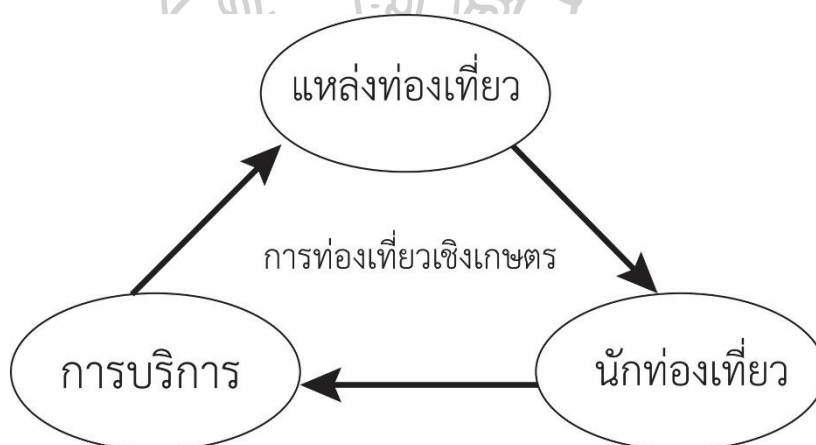 แหล่งท่องเที่ยว
การท่องเที่ยวเชิงเกษตร
การบริการ
นักท่องเที่ยว